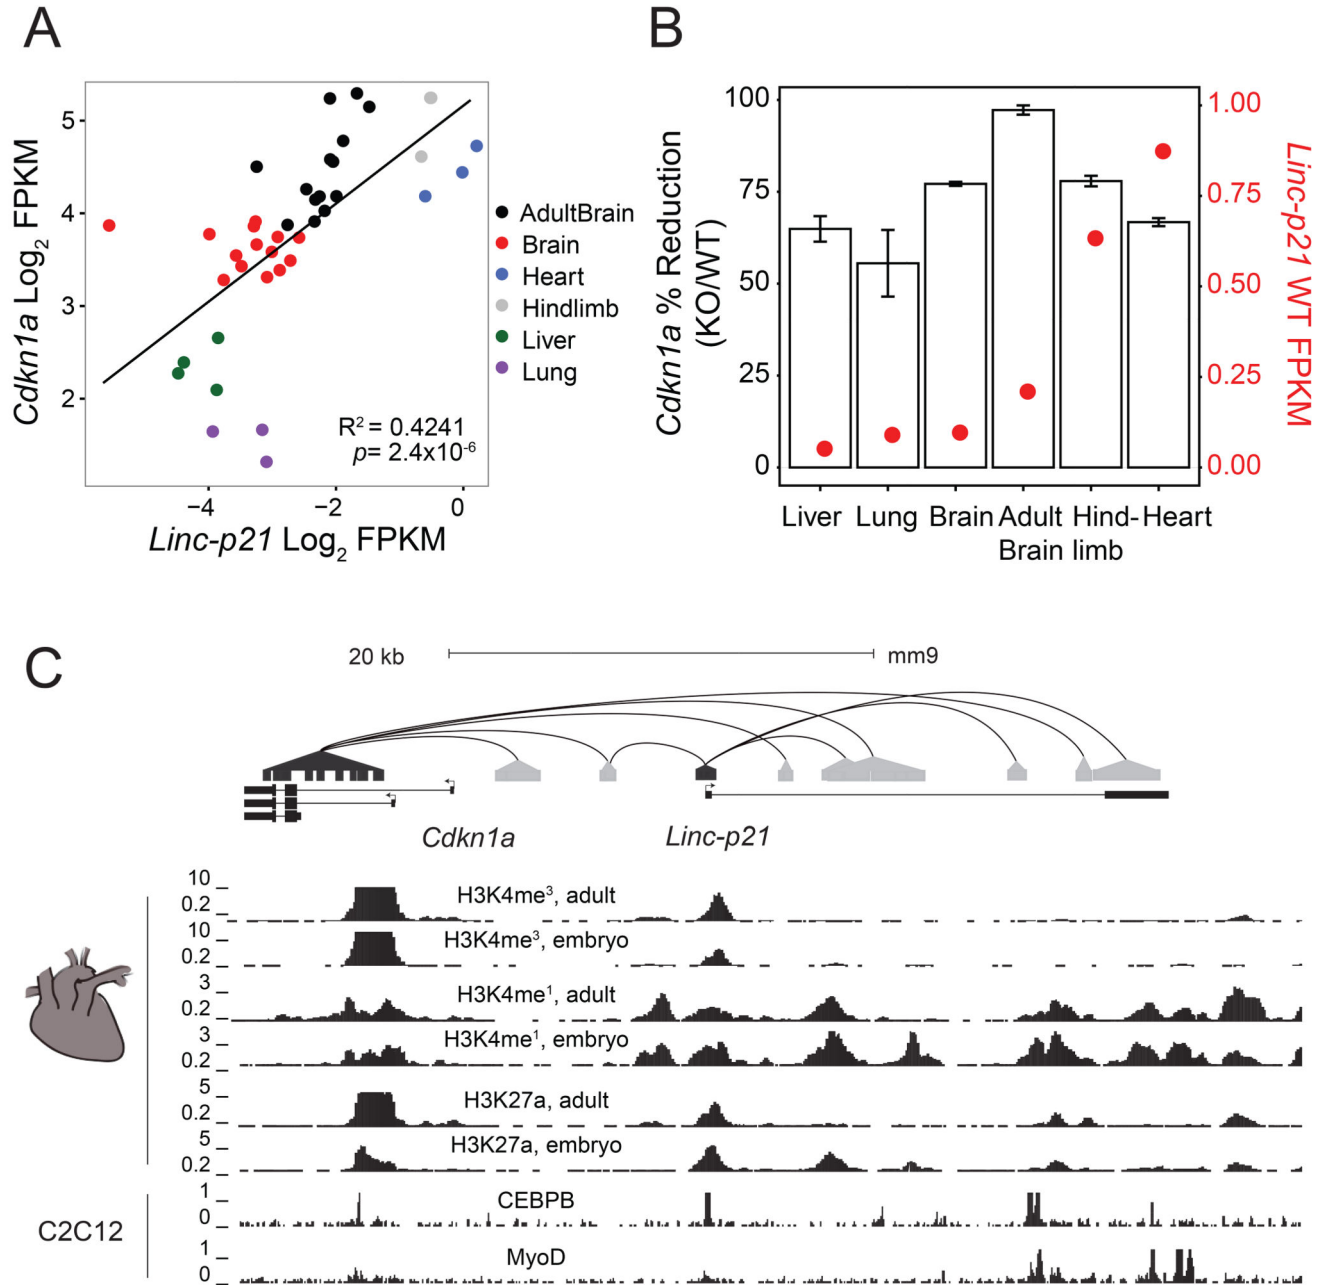 A
Cdkn1a Log2 FPKM
5
4
3
2
−4
−2
0
Linc-p21 Log2 FPKM
R2 = 0.4241
p= 2.4x10-6
AdultBrain
Brain
Heart
Hindlimb
Liver
Lung
B
Cdkn1a % Reduction
(KO/WT)
100
75
50
25
0
1.00
0.75
0.50
0.25
0.00
Linc-p21 WT FPKM
Liver Lung Brain Adult Hind- Heart
Brain limb
C
20 kb
mm9
Cdkn1a
Linc-p21
10
0.2
H3K4me3, adult
10
0.2
H3K4me3, embryo
3
0.2
H3K4me1, adult
3
0.2
H3K4me1, embryo
5
0.2
H3K27a, adult
5
0.2
H3K27a, embryo
C2C12
1
0
CEBPB
1
0
MyoD